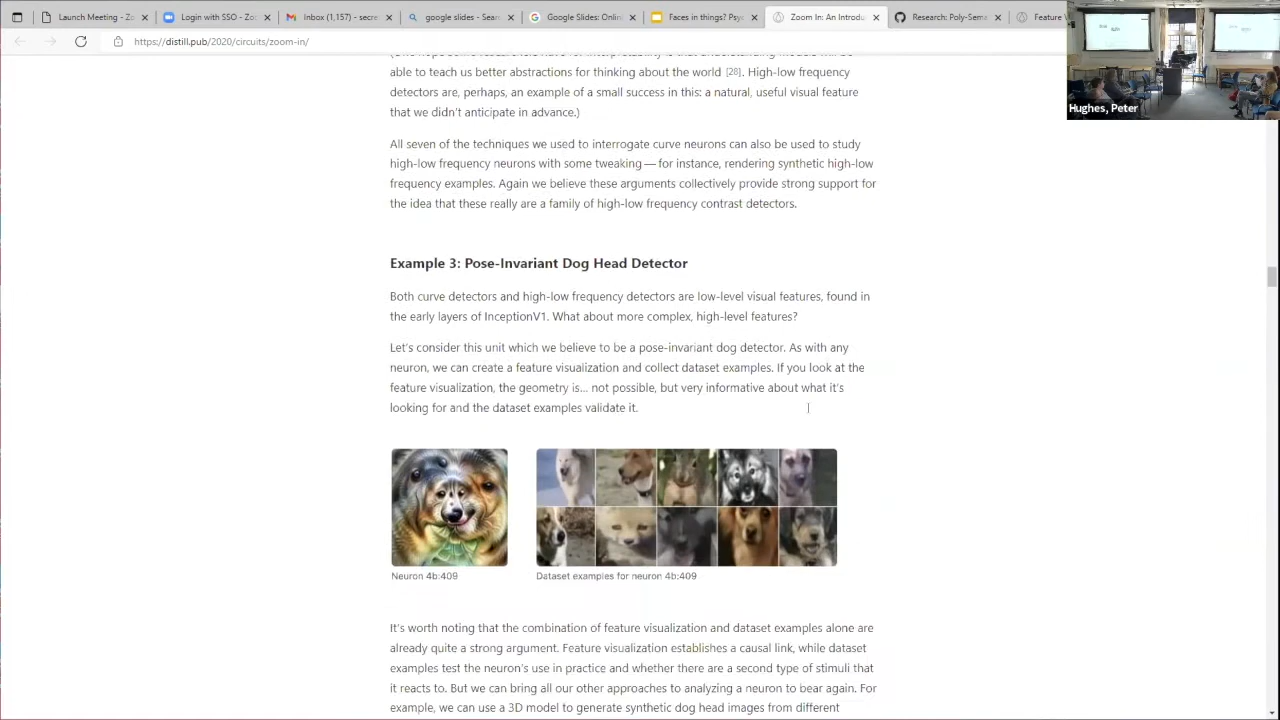 Launch Meeting - Zo
Login with SSO - Zo
Inbox (1,157) - secre
google slide
Google Slides: Onli
Faces in things? R
Zoom In: An Introdu
Research: Poly-Sem
Feature
https://distill.pub/2020/circuits/zoom-in/
Hughes, Peter
able to teach us better abstractions for thinking about the world [28]. High-low frequency
detectors are, perhaps, an example of a small success in this: a natural, useful visual feature
that we didn't anticipate in advance.)
All seven of the techniques we used to interrogate curve neurons can also be used to study
high-low frequency neurons with some tweaking — for instance, rendering synthetic high-low
frequency examples. Again we believe these arguments collectively provide strong support for
the idea that these really are a family of high-low frequency contrast detectors.
Example 3: Pose-Invariant Dog Head Detector
Both curve detectors and high-low frequency detectors are low-level visual features, found in
the early layers of InceptionV1. What about more complex, high-level features?
Let's consider this unit which we believe to be a pose-invariant dog detector. As with any
neuron, we can create a feature visualization and collect dataset examples. If you look at the
feature visualization, the geometry is... not possible, but very informative about what it's
looking for and the dataset examples validate it.
Neuron 4b:409
Dataset examples for neuron 4b:409
It's worth noting that the combination of feature visualization and dataset examples alone are
already quite a strong argument. Feature visualization establishes a causal link, while dataset
examples test the neuron's use in practice and whether there are a second type of stimuli that
it reacts to. But we can bring all our other approaches to analyzing a neuron to bear again. For
example, we can use a 3D model to generate synthetic dog head images from different